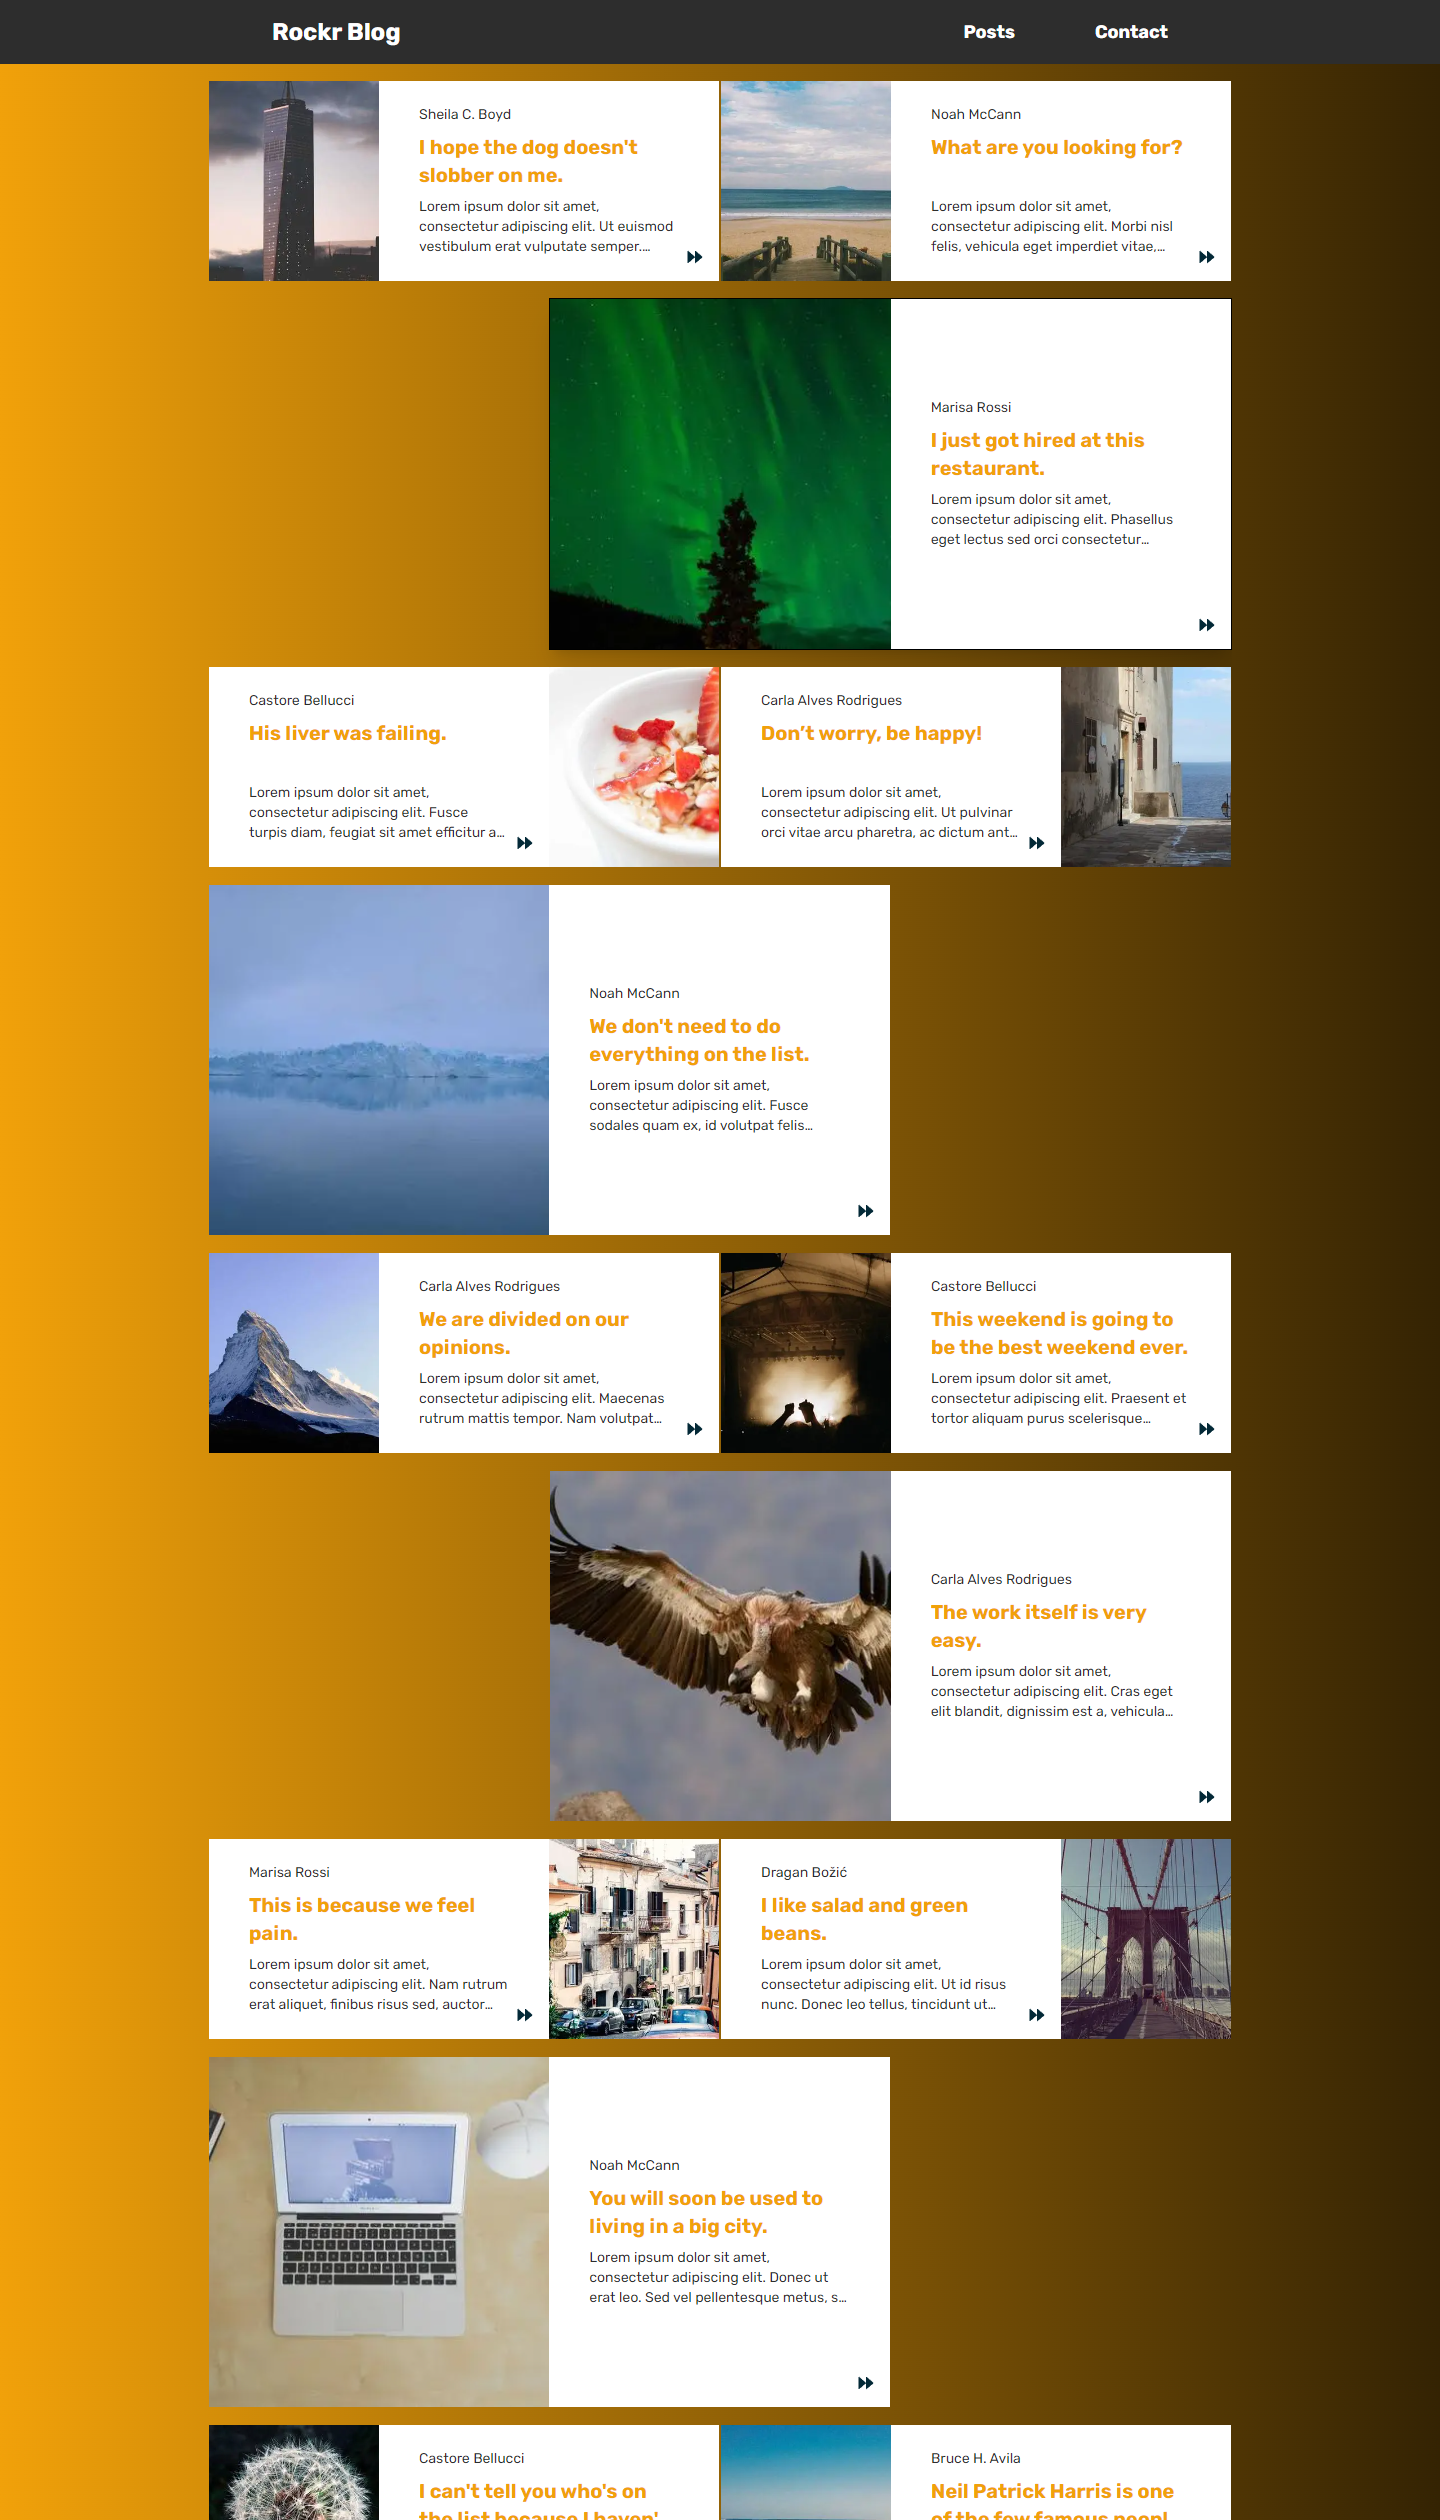 Rockr Blog
Posts
Contact
Sheila C. Boyd
I hope the dog doesn't
slobber on me.
Lorem ipsum dolor sit amet,
consectetur adipiscing elit. Ut euismod
vestibulum erat vulputate semper....
Noah McCann
What are you looking for?
Lorem ipsum dolor sit amet,
consectetur adipiscing elit. Morbi nisl
felis, vehicula eget imperdiet vitae,...
Marisa Rossi
I just got hired at this
restaurant.
Lorem ipsum dolor sit amet,
consectetur adipiscing elit. Phasellus
eget lectus sed orci consectetur...
Castore Bellucci
His liver was failing.
Lorem ipsum dolor sit amet,
consectetur adipiscing elit. Fusce
turpis diam, feugiat sit amet efficitur a...
Carla Alves Rodrigues
Don’t worry, be happy!
Lorem ipsum dolor sit amet,
consectetur adipiscing elit. Ut pulvinar
orci vitae arcu pharetra, ac dictum ant...
Noah McCann
We don't need to do
everything on the list.
Lorem ipsum dolor sit amet,
consectetur adipiscing elit. Fusce
sodales quam ex, id volutpat felis...
Carla Alves Rodrigues
We are divided on our
opinions.
Lorem ipsum dolor sit amet,
consectetur adipiscing elit. Maecenas
rutrum mattis tempor. Nam volutpat...
Castore Bellucci
This weekend is going to
be the best weekend ever.
Lorem ipsum dolor sit amet,
consectetur adipiscing elit. Praesent et
tortor aliquam purus scelerisque...
Carla Alves Rodrigues
The work itself is very
easy.
Lorem ipsum dolor sit amet,
consectetur adipiscing elit. Cras eget
elit blandit, dignissim est a, vehicula...
Marisa Rossi
This is because we feel
pain.
Lorem ipsum dolor sit amet,
consectetur adipiscing elit. Nam rutrum
erat aliquet, finibus risus sed, auctor...
Dragan Božić
I like salad and green
beans.
Lorem ipsum dolor sit amet,
consectetur adipiscing elit. Ut id risus
nunc. Donec leo tellus, tincidunt ut...
Noah McCann
You will soon be used to
living in a big city.
Lorem ipsum dolor sit amet,
consectetur adipiscing elit. Donec ut
erat leo. Sed vel pellentesque metus, s...
Castore Bellucci
I can't tell you who's on
the list because I haven'
Bruce H. Avila
Neil Patrick Harris is one
of the few famous peopl